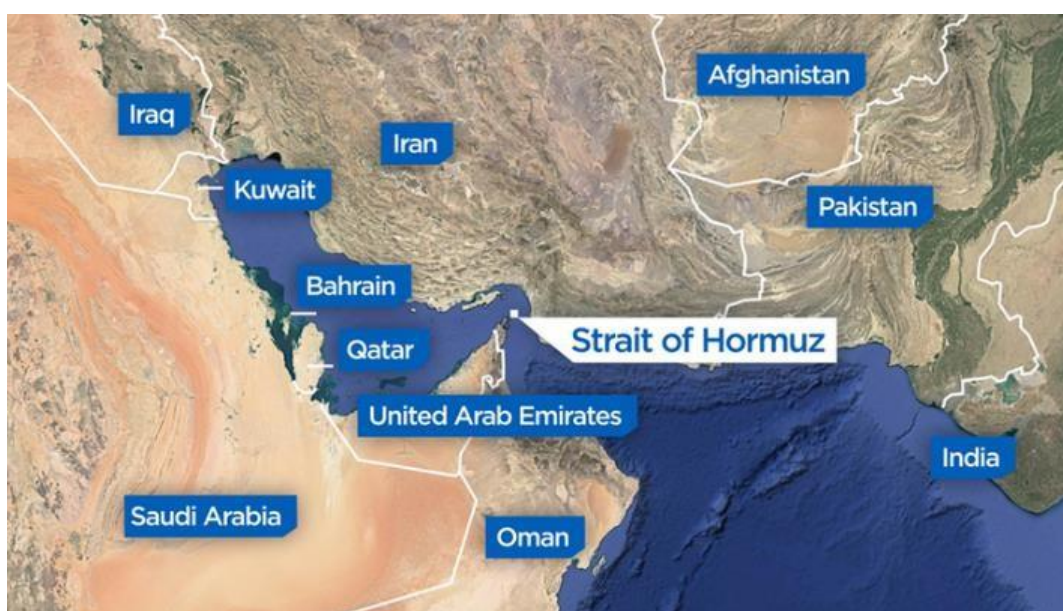 Afghanistan
Iraq
Iran
Kuwait
Pakistan
Bahrain
Strait of Hormuz
Qatar
United Arab Emirates
India
Saudi Arabia
Oman